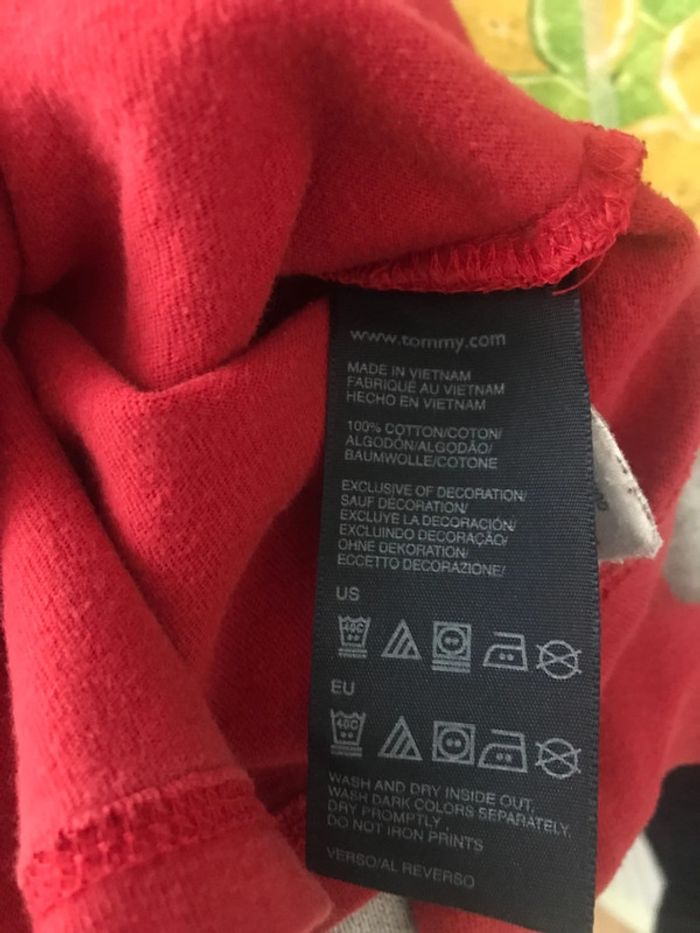 www.tommy.com
MADE IN VIETNAM
FABRIQUÉ AU VIETNAM
HECHO EN VIETNAM
100% COTTON/COTON/
ALGODÓN/ALGODÃO/
BAUMWOLLE/COTONE
EXCLUSIVE OF DECORATION/
SAUF DÉCORATION/
EXCLUYE LA DECORACIÓN/
EXCLUINDO DECORAÇÃO/
OHNE DEKORATION/
ECCETTO DECORAZIONE/
US
40C
EU
40C
WASH AND DRY INSIDE OUT,
WASH DARK COLORS SEPARATELY,
DRY PROMPTLY
DO NOT IRON PRINTS
VERSO/AL REVERSO